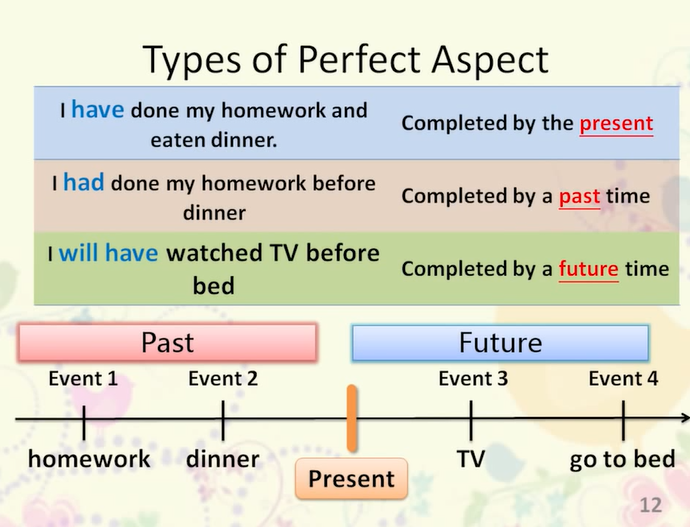 Types of Perfect Aspect
I have done my homework and
eaten dinner.
Completed by the present
I had done my homework before
dinner
Completed by a past time
I will have watched TV before
bed
Completed by a future time
Past
Future
Event 1
Event 2
Event 3
Event 4
homework
dinner
Present
TV
go to bed
12